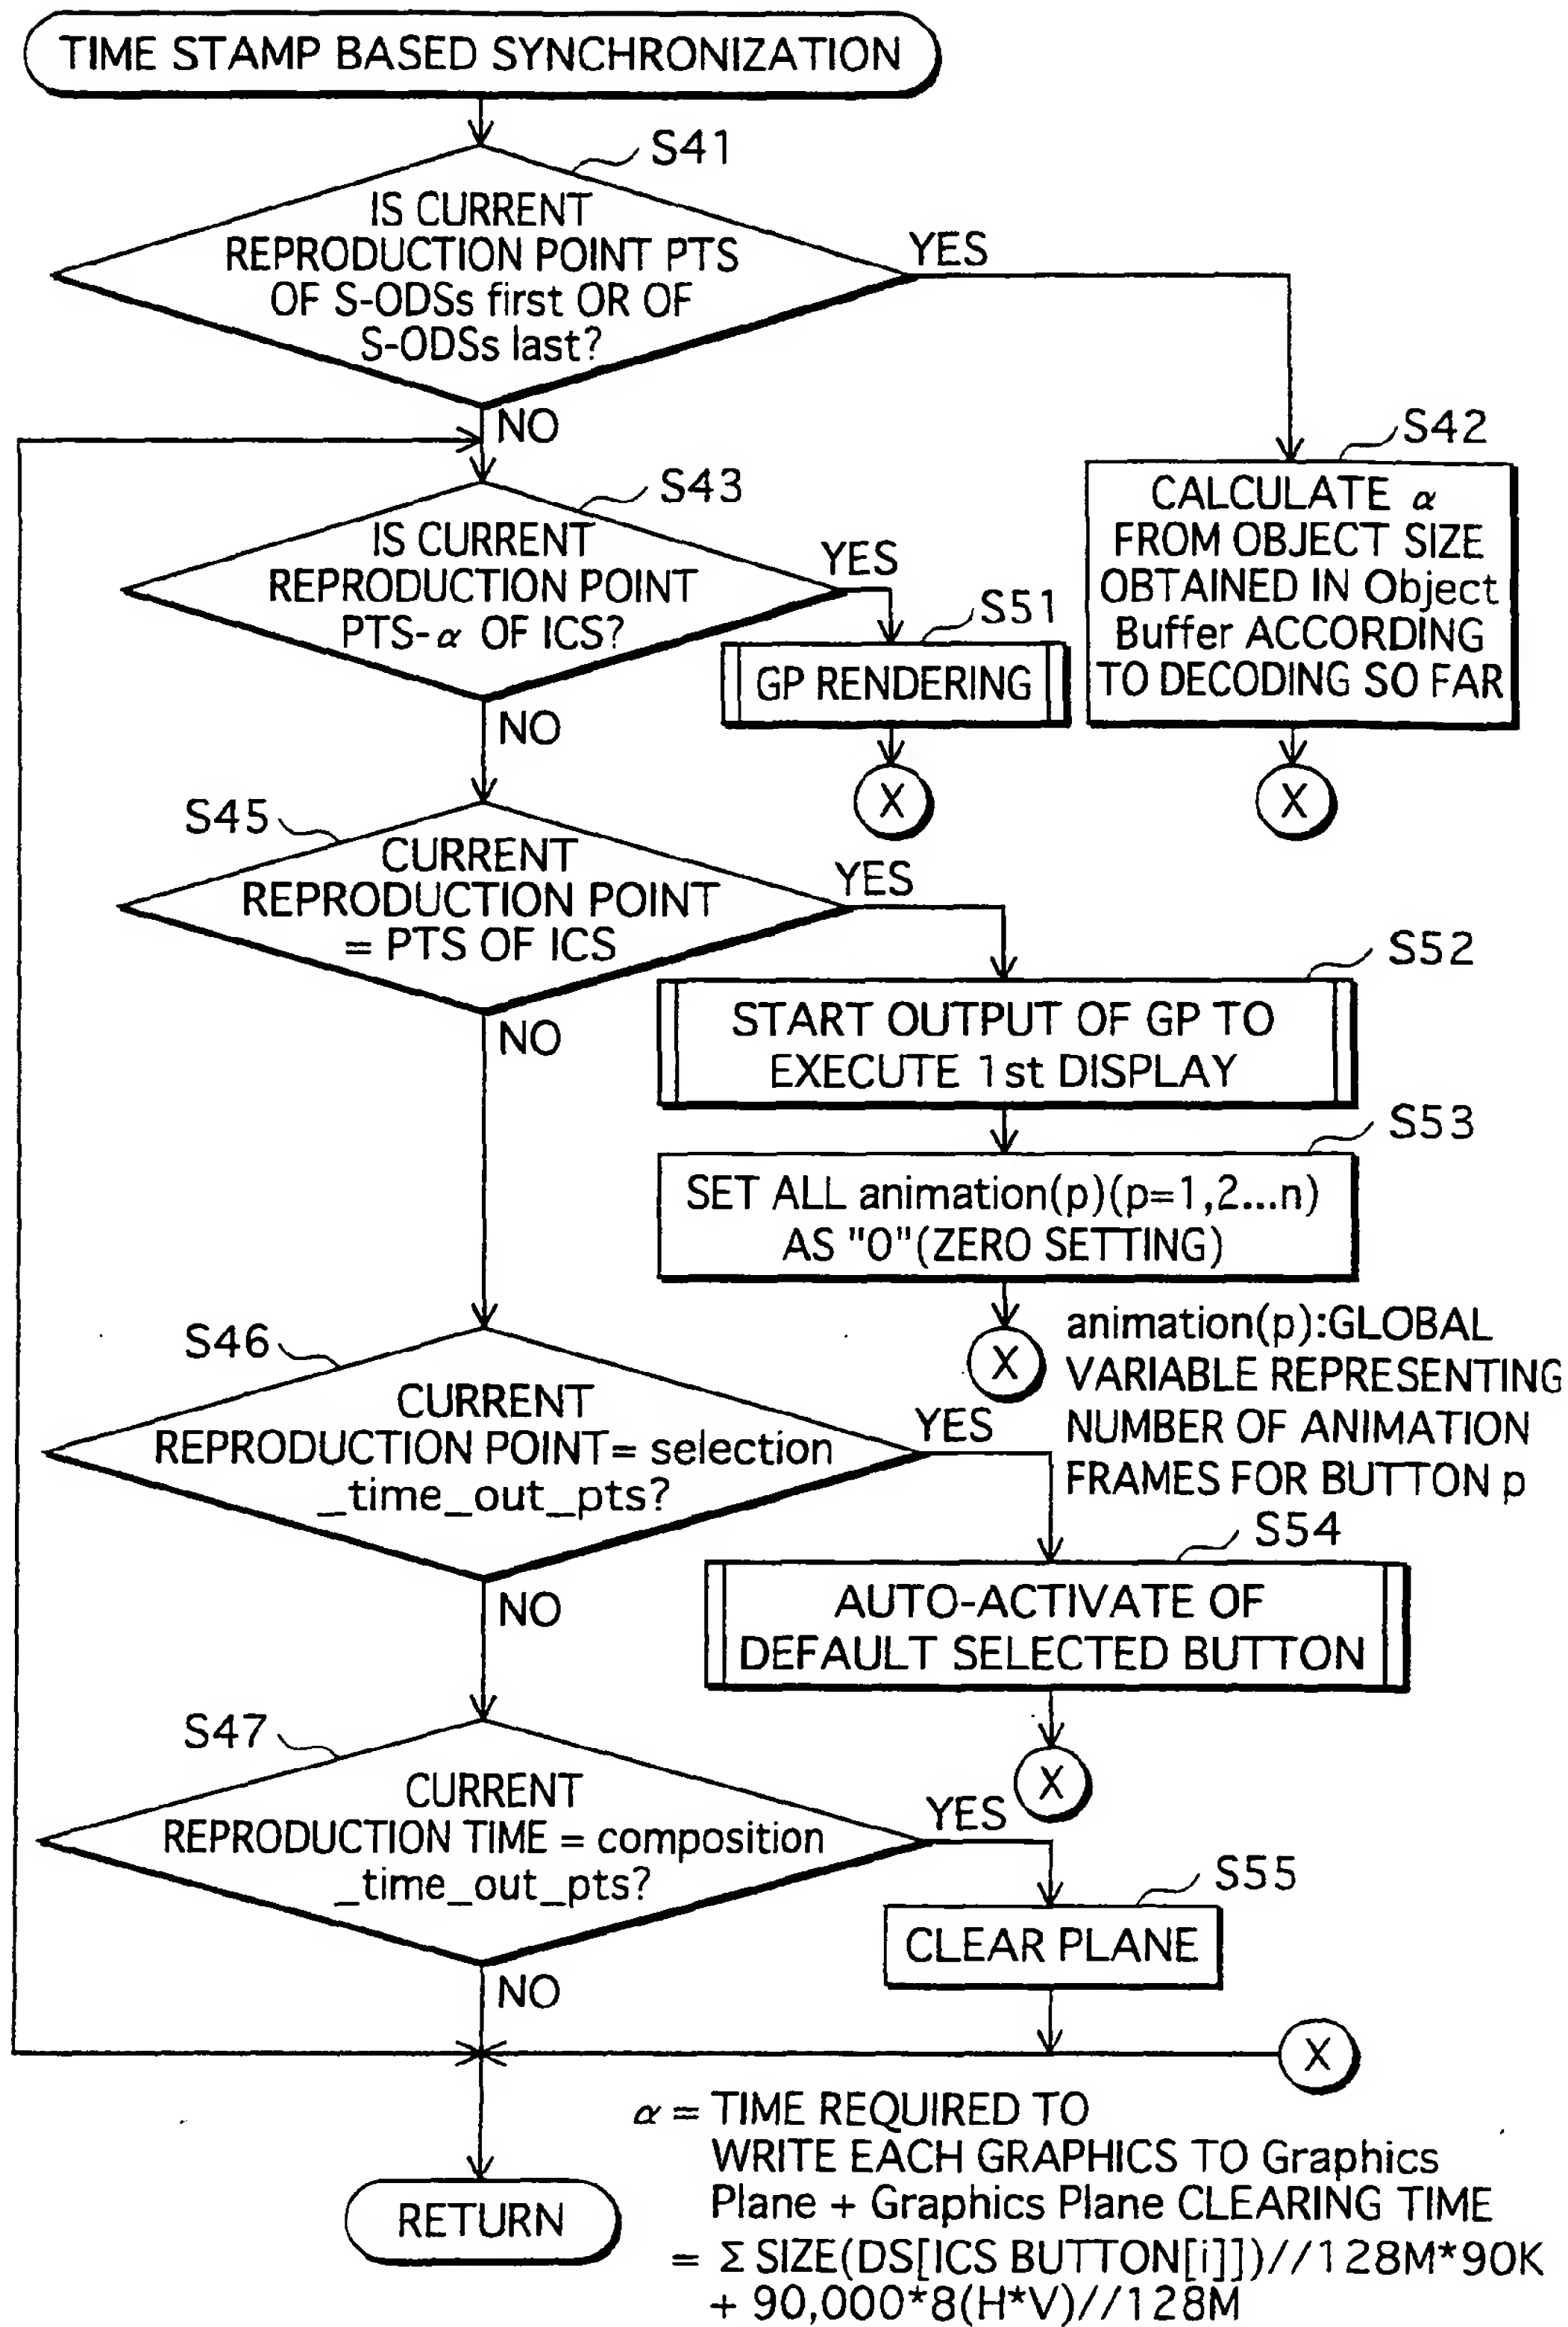 TIME STAMP BASED SYNCHRONIZATION
S41
IS CURRENT
REPRODUCTION POINT PTS
OF S-ODSs first OR OF
S-ODSs last?
YES
NO
S42
CALCULATE α
FROM OBJECT SIZE
OBTAINED IN Object
Buffer ACCORDING
TO DECODING SO FAR
X
S43
IS CURRENT
REPRODUCTION POINT
PTS-α OF ICS?
YES
NO
S51
GP RENDERING
X
S45
CURRENT
REPRODUCTION POINT
= PTS OF ICS
YES
NO
S52
START OUTPUT OF GP TO
EXECUTE 1st DISPLAY
S53
SET ALL animation(p)(p=1,2...n)
AS "0"(ZERO SETTING)
X
animation(p):GLOBAL
VARIABLE REPRESENTING
NUMBER OF ANIMATION
FRAMES FOR BUTTON p
S46
CURRENT
REPRODUCTION POINT= selection
_time_out_pts?
YES
NO
S54
AUTO-ACTIVATE OF
DEFAULT SELECTED BUTTON
X
S47
CURRENT
REPRODUCTION TIME = composition
_time_out_pts?
YES
NO
S55
CLEAR PLANE
X
RETURN
α = TIME REQUIRED TO
WRITE EACH GRAPHICS TO Graphics
Plane + Graphics Plane CLEARING TIME
= Σ SIZE(DS[ICS BUTTON[i]])//128M*90K
+ 90,000*8(H*V)//128M